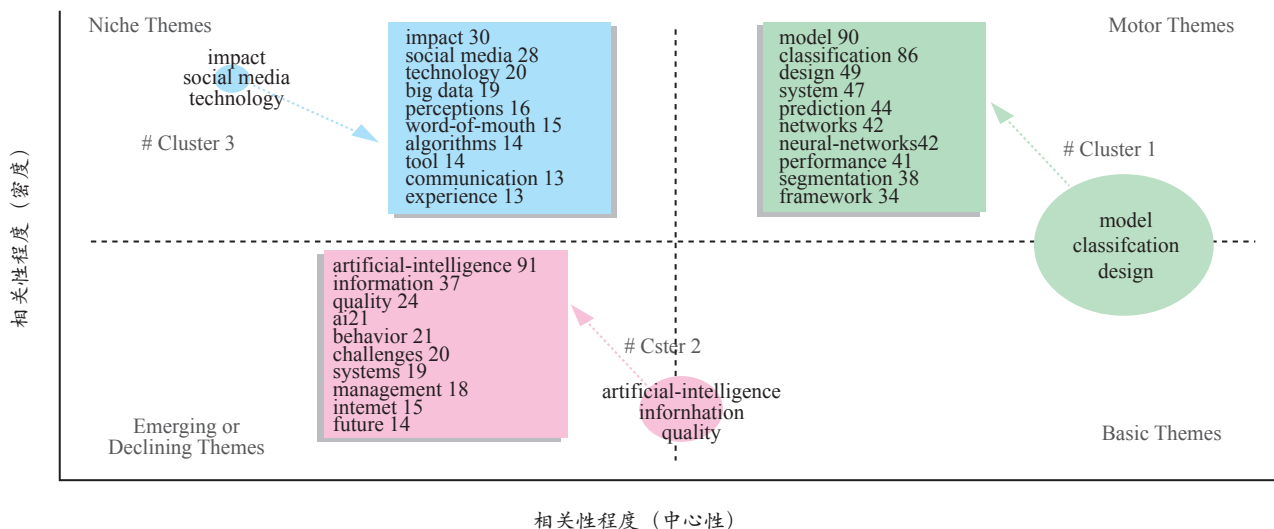 Niche Themes
impact
social media
technology
# Cluster 3
impact 30
social media 28
technology 20
big data 19
perceptions 16
word-of-mouth 15
algorithms 14
tool 14
communication 13
experience 13
Motor Themes
model 90
classification 86
design 49
system 47
prediction 44
networks 42
neural-networks42
performance 41
segmentation 38
framework 34
# Cluster 1
model
classifcation
design
artificial-intelligence 91
information 37
quality 24
ai21
behavior 21
challenges 20
systems 19
management 18
intemet 15
future 14
# Cster 2
artificial-intelligence
infornhation
quality
Emerging or
Declining Themes
Basic Themes
相关性程度（密度）
相关性程度（中心性）